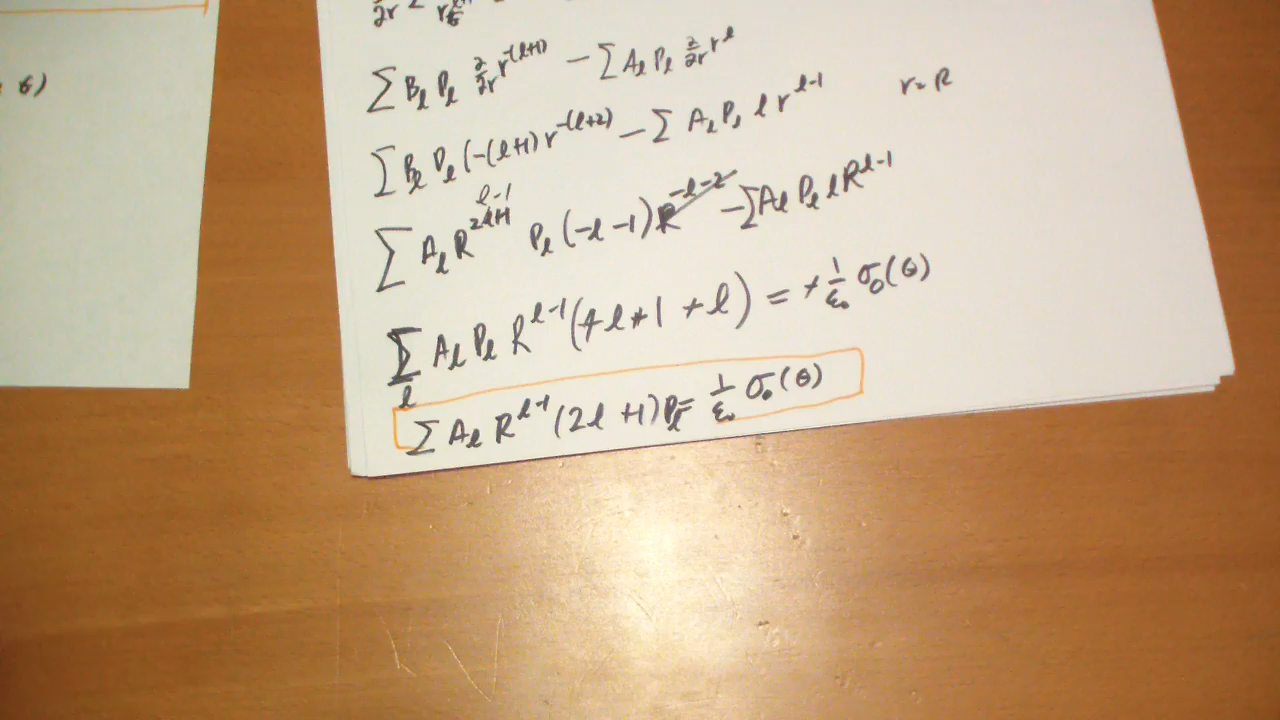 θ)
∑ B_ℓ P_ℓ ∂/∂r r^{-(ℓ+1)} - ∑ A_ℓ P_ℓ ∂/∂r r^ℓ
∑ B_ℓ P_ℓ (-(ℓ+1) r^{-(ℓ+2)} - ∑ A_ℓ P_ℓ ℓ r^{ℓ-1} r=R
∑ A_ℓ R^{ℓ-1} P_ℓ (-ℓ-1) R^{-ℓ-2} - ∑ A_ℓ P_ℓ ℓ R^{ℓ-1}
∑_ℓ A_ℓ P_ℓ R^{ℓ-1} (+ℓ+1+ℓ) = + 1/ε₀ σ₀(θ)
∑ A_ℓ R^{ℓ-1} (2ℓ+1) P_ℓ = 1/ε₀ σ₀(θ)